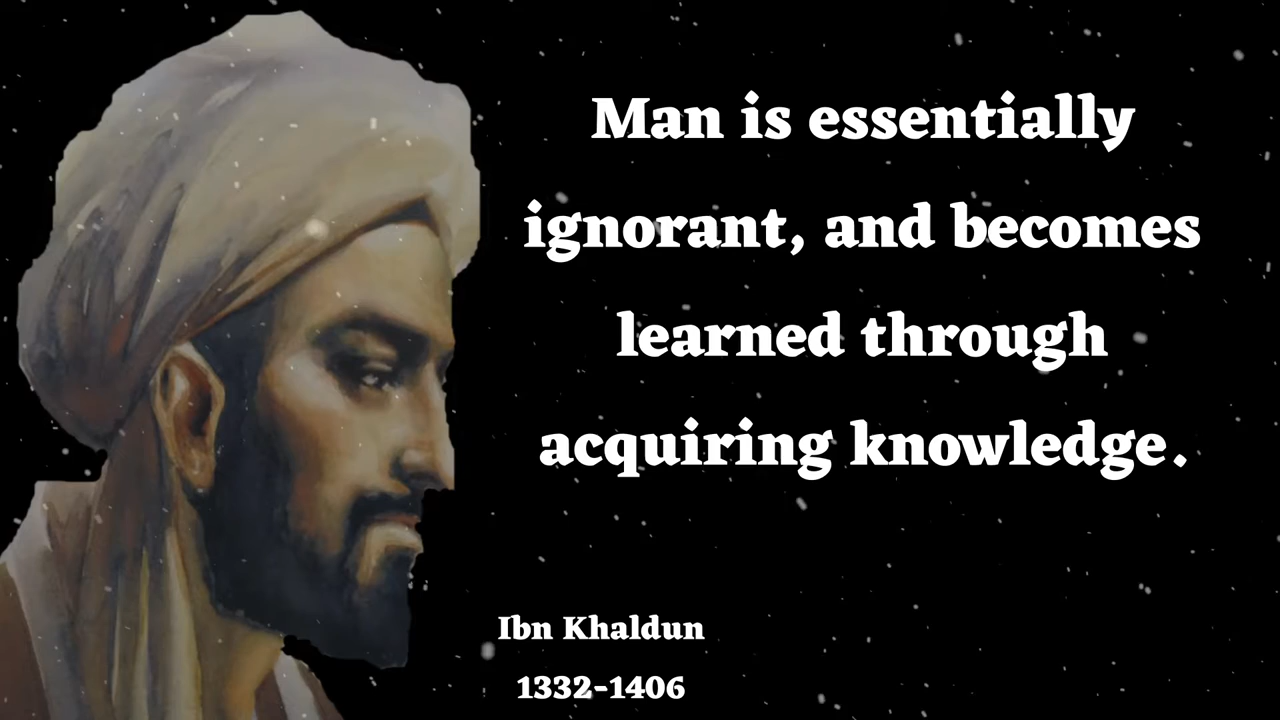 Man is essentially
ignorant, and becomes
learned through
acquiring knowledge.
Ibn Khaldun
1332-1406